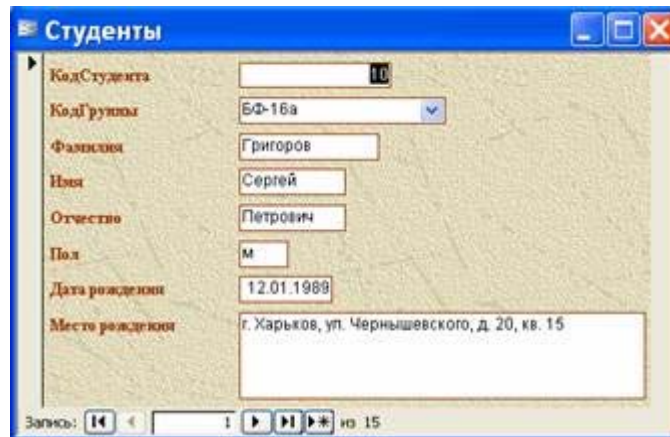 Студенты
КодСтудента 10
КодГруппы БФ-16а
Фамилия Григоров
Имя Сергей
Отчество Петрович
Пол м
Дата рождения 12.01.1989
Место рождения г. Харьков, ул. Чернышевского, д. 20, кв. 15
Запись: 1 из 15